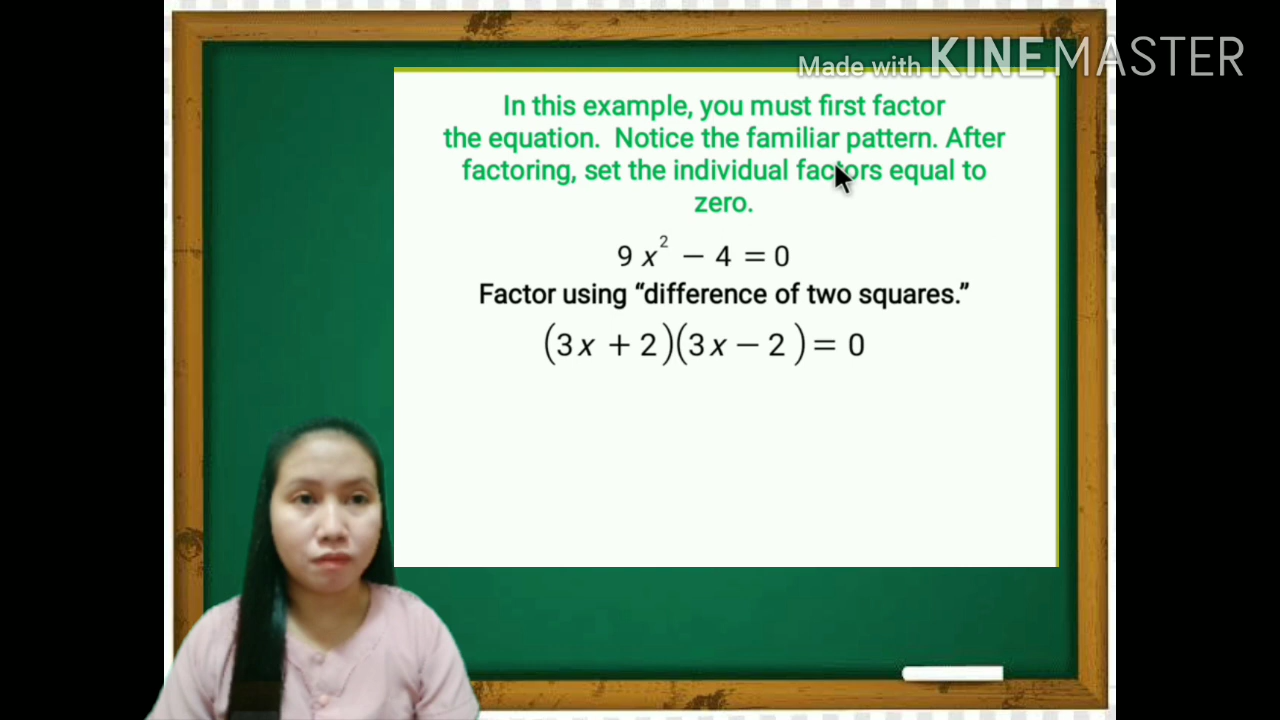 Made with KINEMASTER
In this example, you must first factor
the equation. Notice the familiar pattern. After
factoring, set the individual factors equal to
zero.
9x² − 4 = 0
Factor using “difference of two squares.”
(3x + 2)(3x − 2) = 0